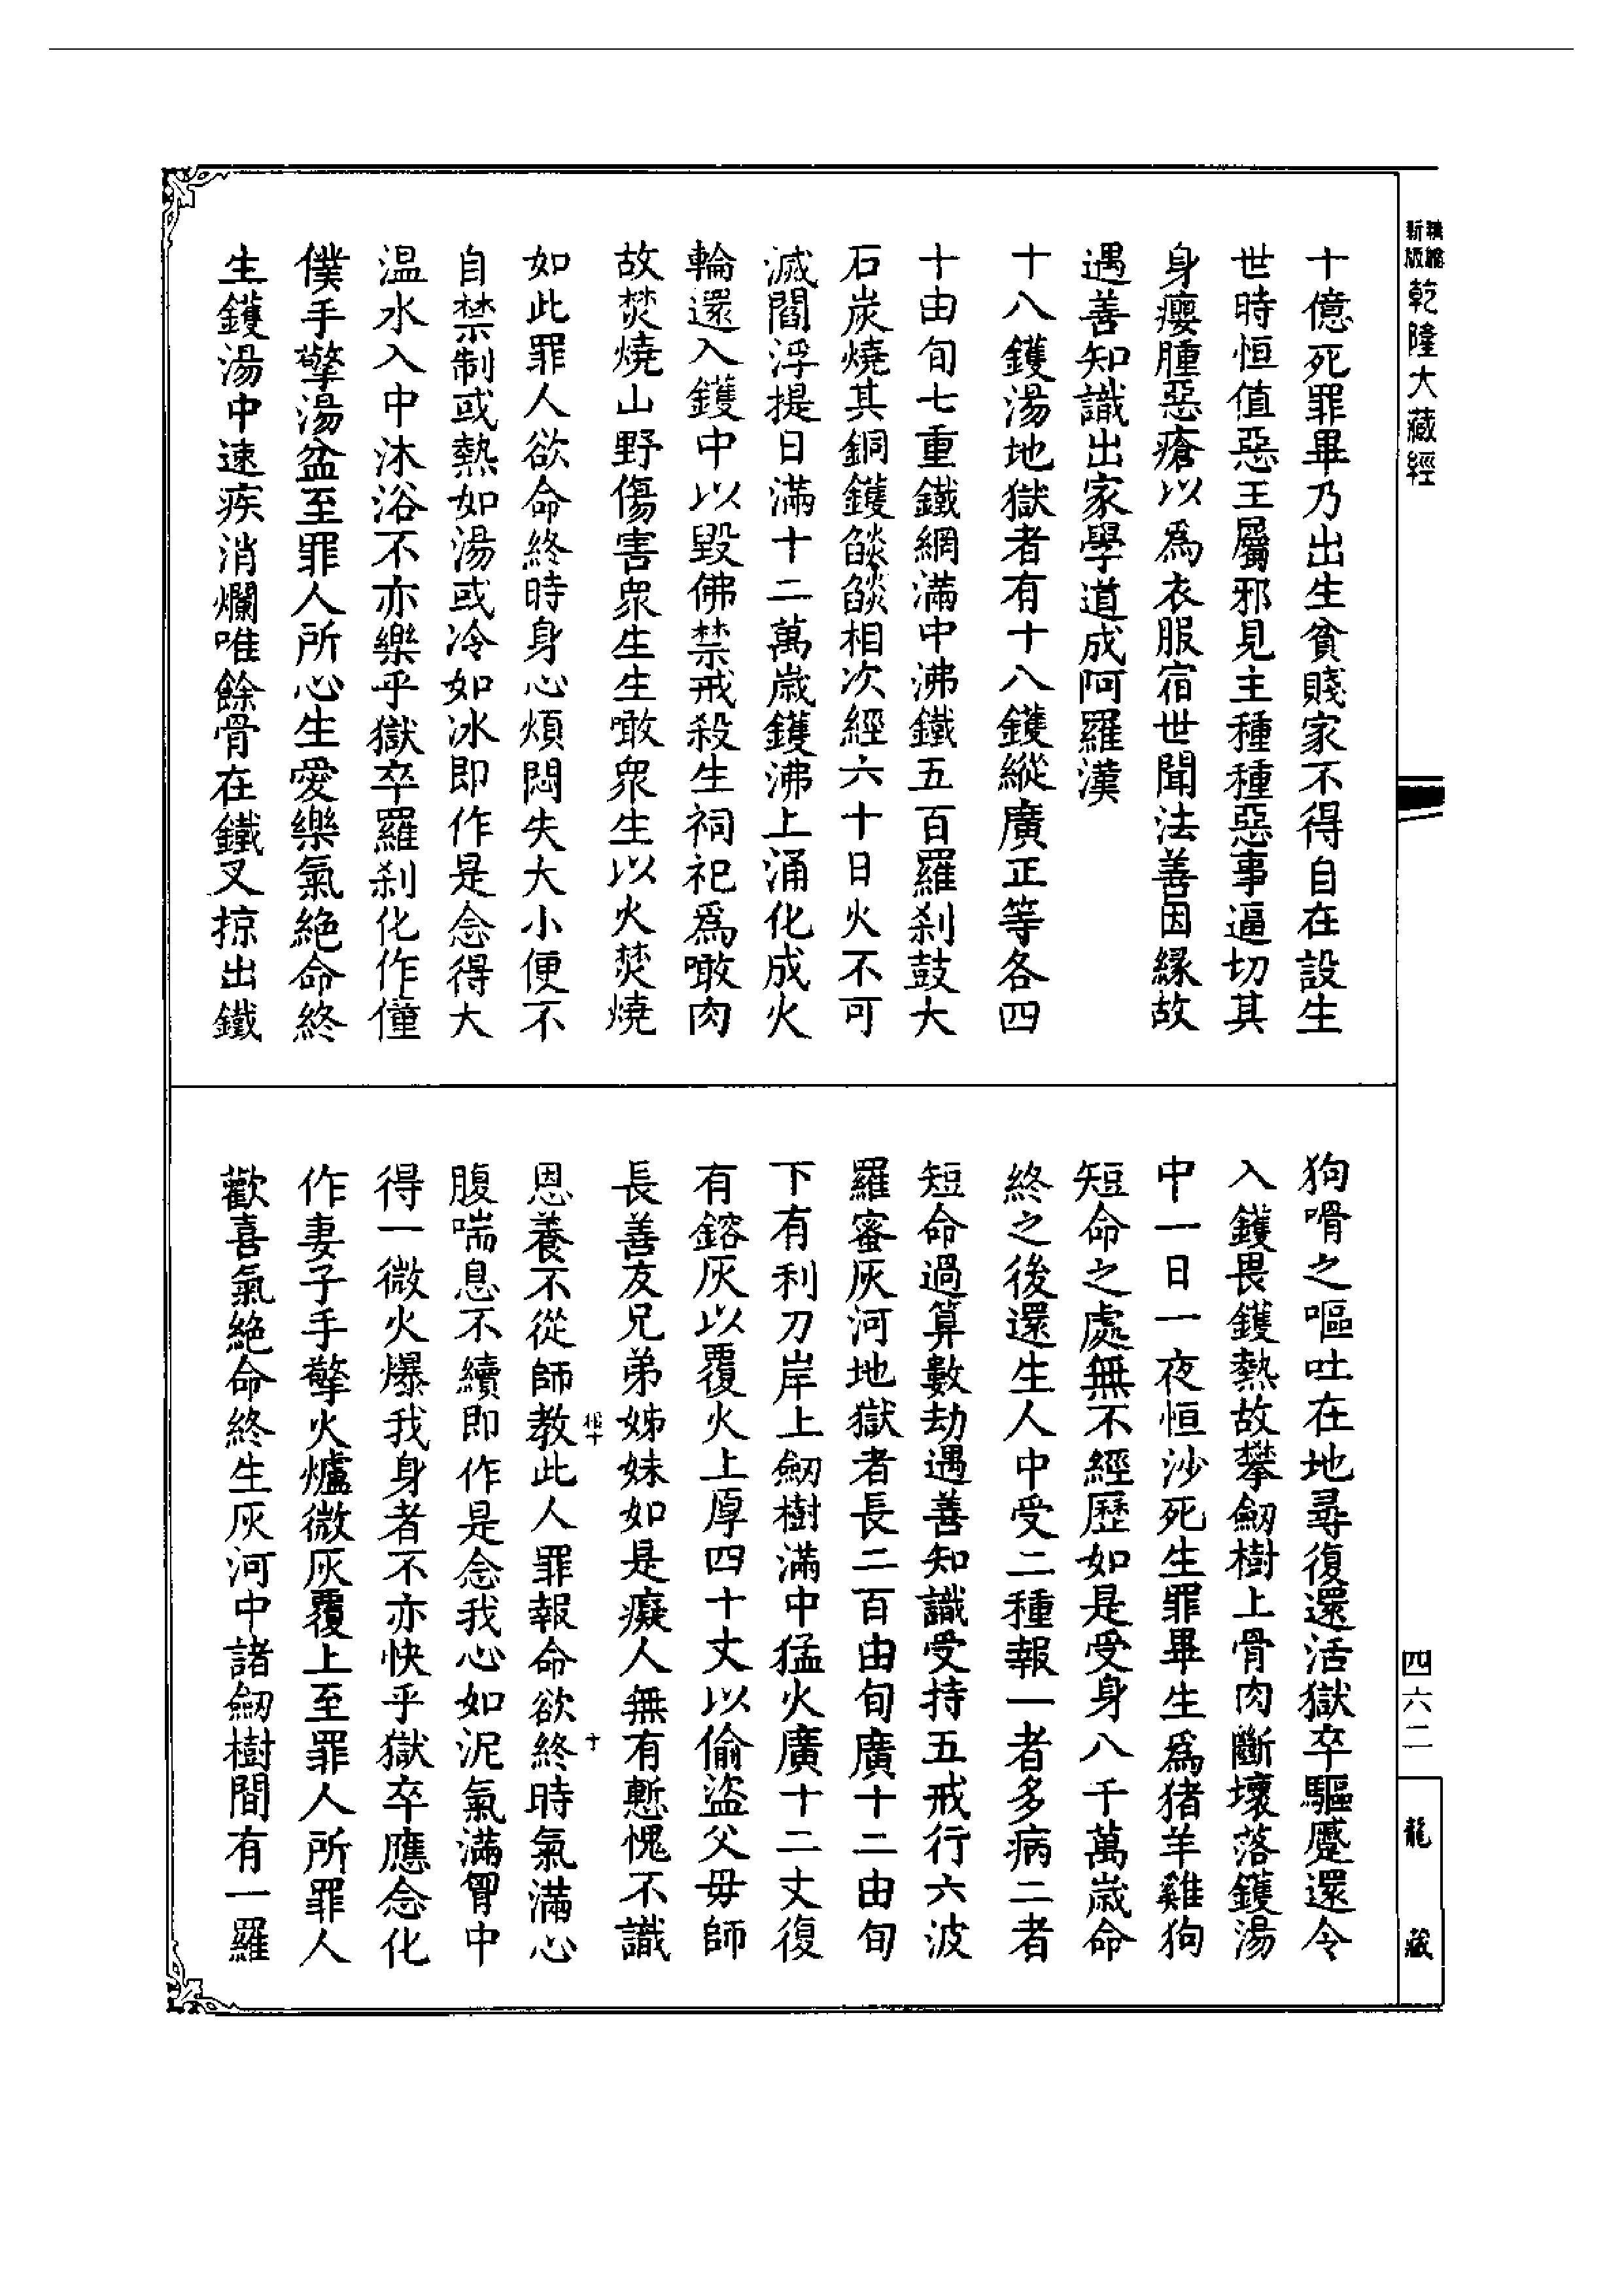 新編縮版乾隆大藏經
十億死罪畢乃出生貧賤家不得自在設生
世時恒值惡王屬邪見主種種惡事逼切其
身癭腫惡瘡以爲衣服宿世聞法善因緣故
遇善知識出家學道成阿羅漢
十八鑊湯地獄者有十八鑊縱廣正等各四
十由旬七重鐵網滿中沸鐵五百羅刹鼓大
石炭燒其銅鑊燄燄相次經六十日火不可
滅閻浮提日滿十二萬歲鑊沸上涌化成火
輪還入鑊中以毀佛禁戒殺生祠祀爲噉肉
故焚燒山野傷害衆生生噉衆生以火焚燒
如此罪人欲命終時身心煩悶失大小便不
自禁制或熱如湯或冷如冰即作是念得大
温水入中沐浴不亦樂乎獄卒羅刹化作僮
僕手擎湯盆至罪人所心生愛樂氣絕命終
生鑊湯中速疾消爛唯餘骨在鐵叉掠出鐵
狗嘈之嘔吐在地尋復還活獄卒驅蹙還令
入鑊畏鑊熱故攀劒樹上骨肉斷壞落鑊湯
中一日一夜恒沙死生罪畢生爲猪羊雞狗
短命之處無不經歷如是受身八千萬歲命
終之後還生人中受二種報一者多病二者
短命過算數劫遇善知識受持五戒行六波
羅蜜灰河地獄者長二百由旬廣十二由旬
下有利刀岸上劒樹滿中猛火廣十二丈復
有鎔灰以覆火上厚四十丈以偷盜父母師
長善友兄弟姊妹如是癡人無有慙愧不識
恩養不從師教此人罪報命欲終時氣滿心
腹喘息不續即作是念我心如泥氣滿胷中
得一微火爆我身者不亦快乎獄卒應念化
作妻子手擎火爐微灰覆上至罪人所罪人
歡喜氣絕命終生灰河中諸劒樹間有一羅
四六二
龍藏